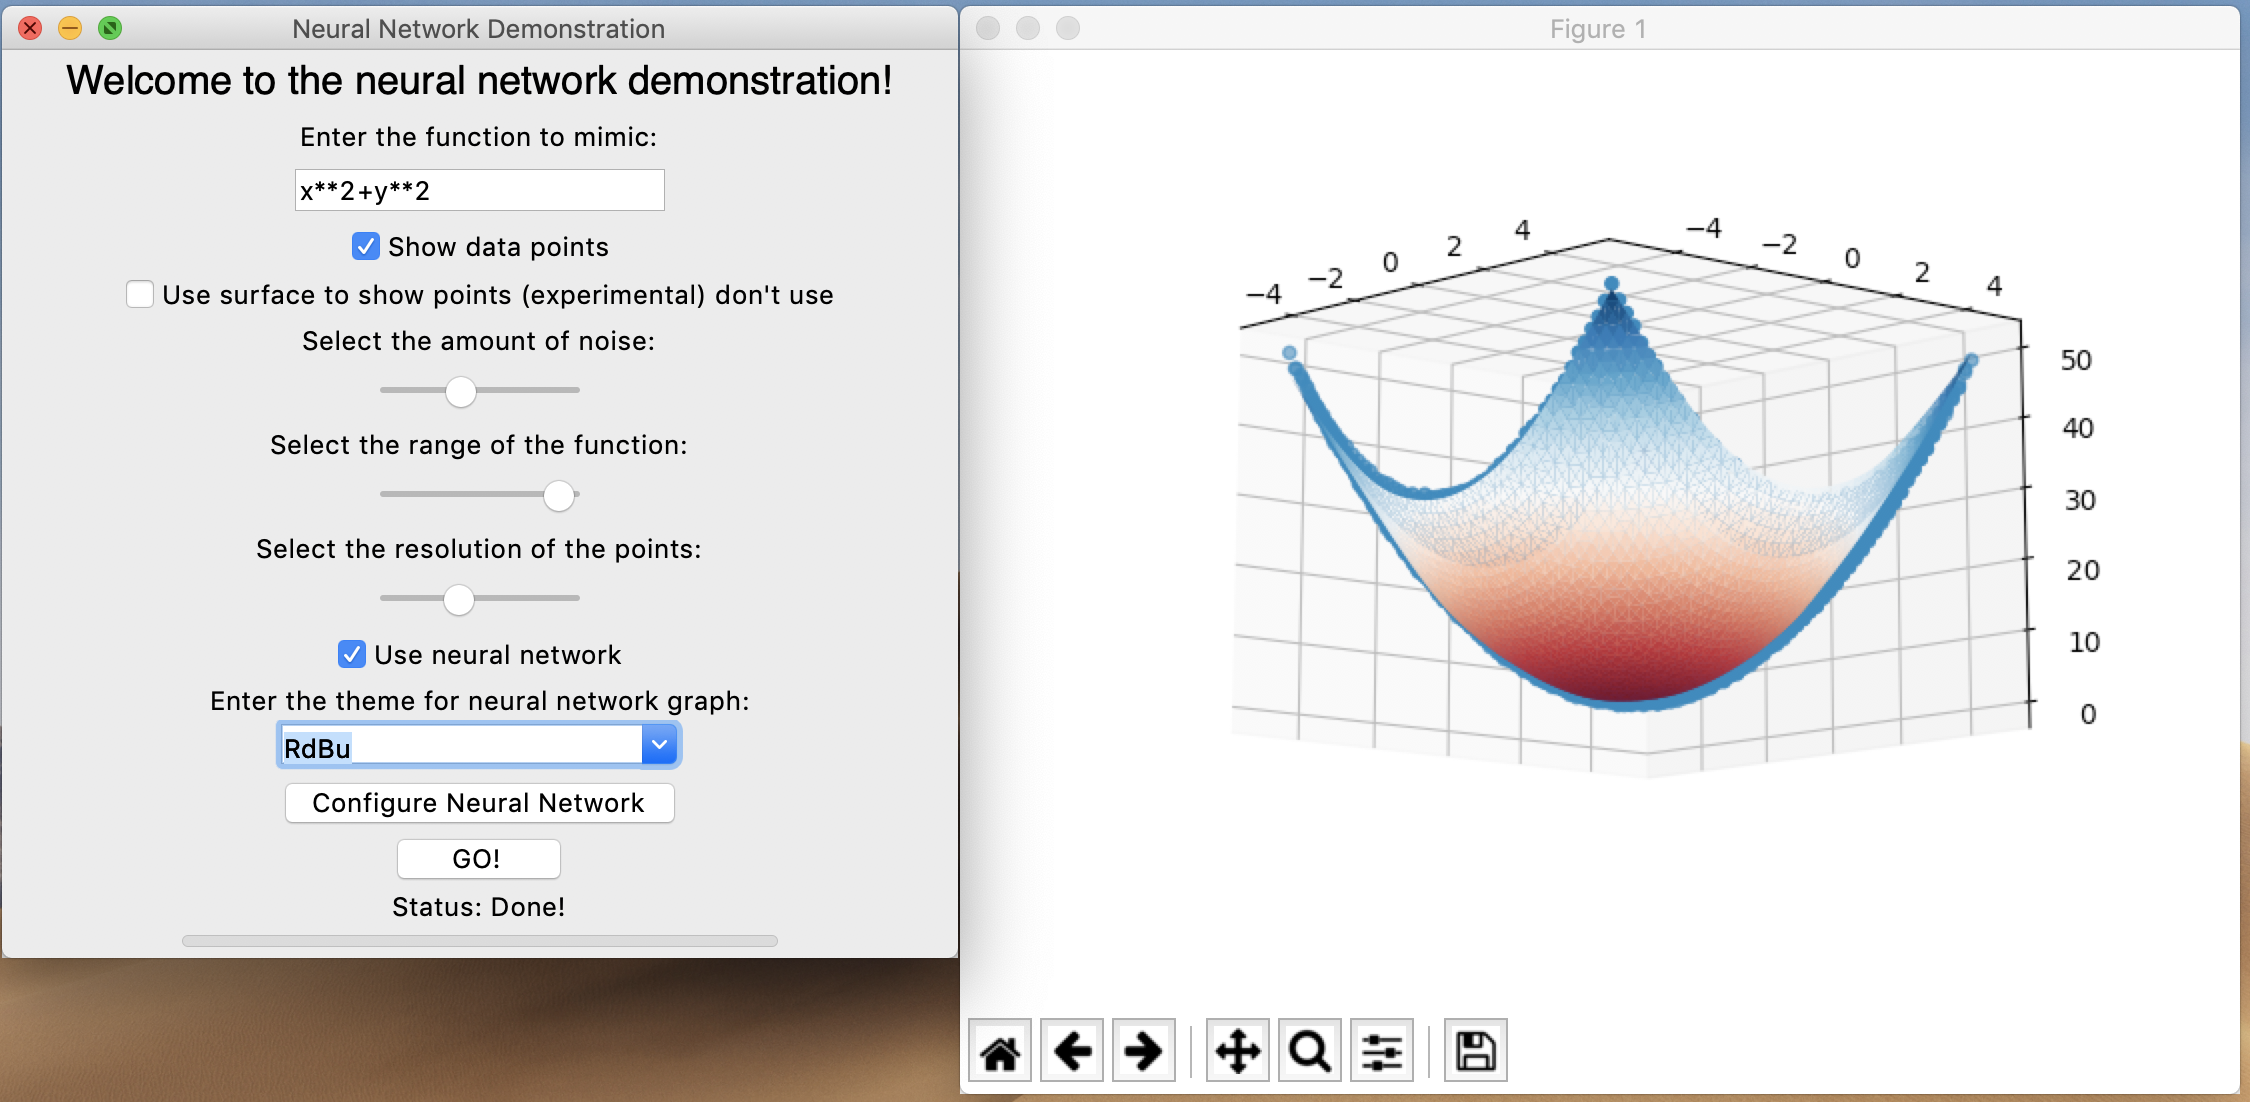 Neural Network Demonstration
Welcome to the neural network demonstration!
Enter the function to mimic:
x**2+y**2
Show data points
Use surface to show points (experimental) don't use
Select the amount of noise:
Select the range of the function:
Select the resolution of the points:
Use neural network
Enter the theme for neural network graph:
RdBu
Configure Neural Network
GO!
Status: Done!
Figure 1
−4 −2 0 2 4
−4 −2 0 2 4
50
40
30
20
10
0